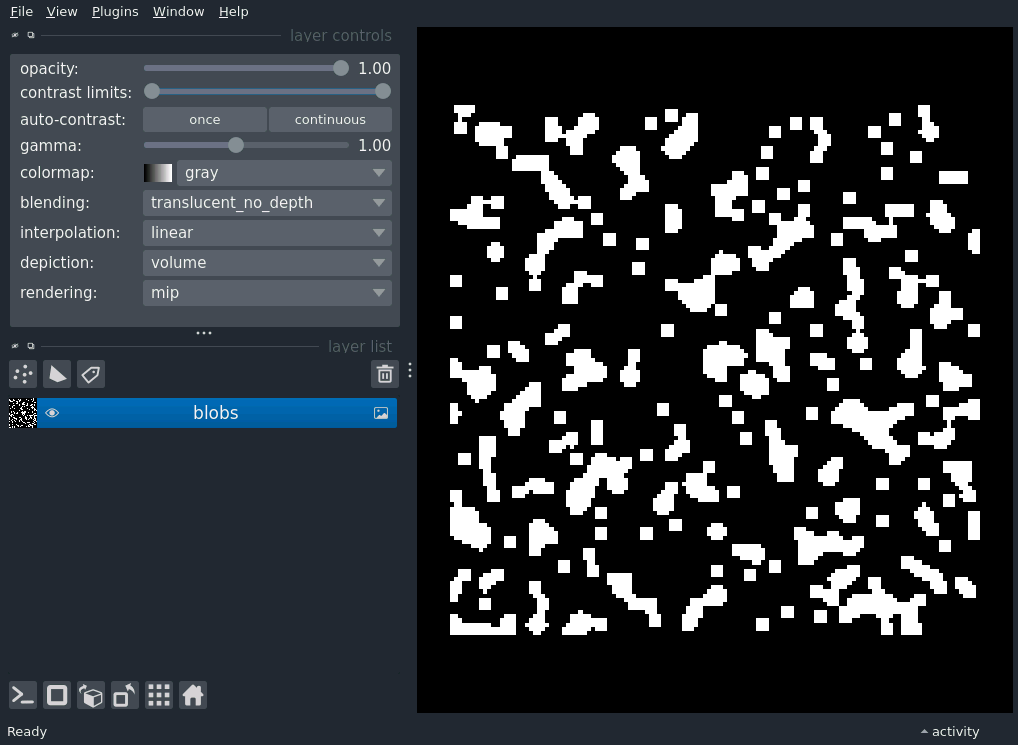 File View Plugins Window Help
layer controls
opacity: 1.00
contrast limits:
auto-contrast: once continuous
gamma: 1.00
colormap: gray
blending: translucent_no_depth
interpolation: linear
depiction: volume
rendering: mip
layer list
blobs
Ready activity